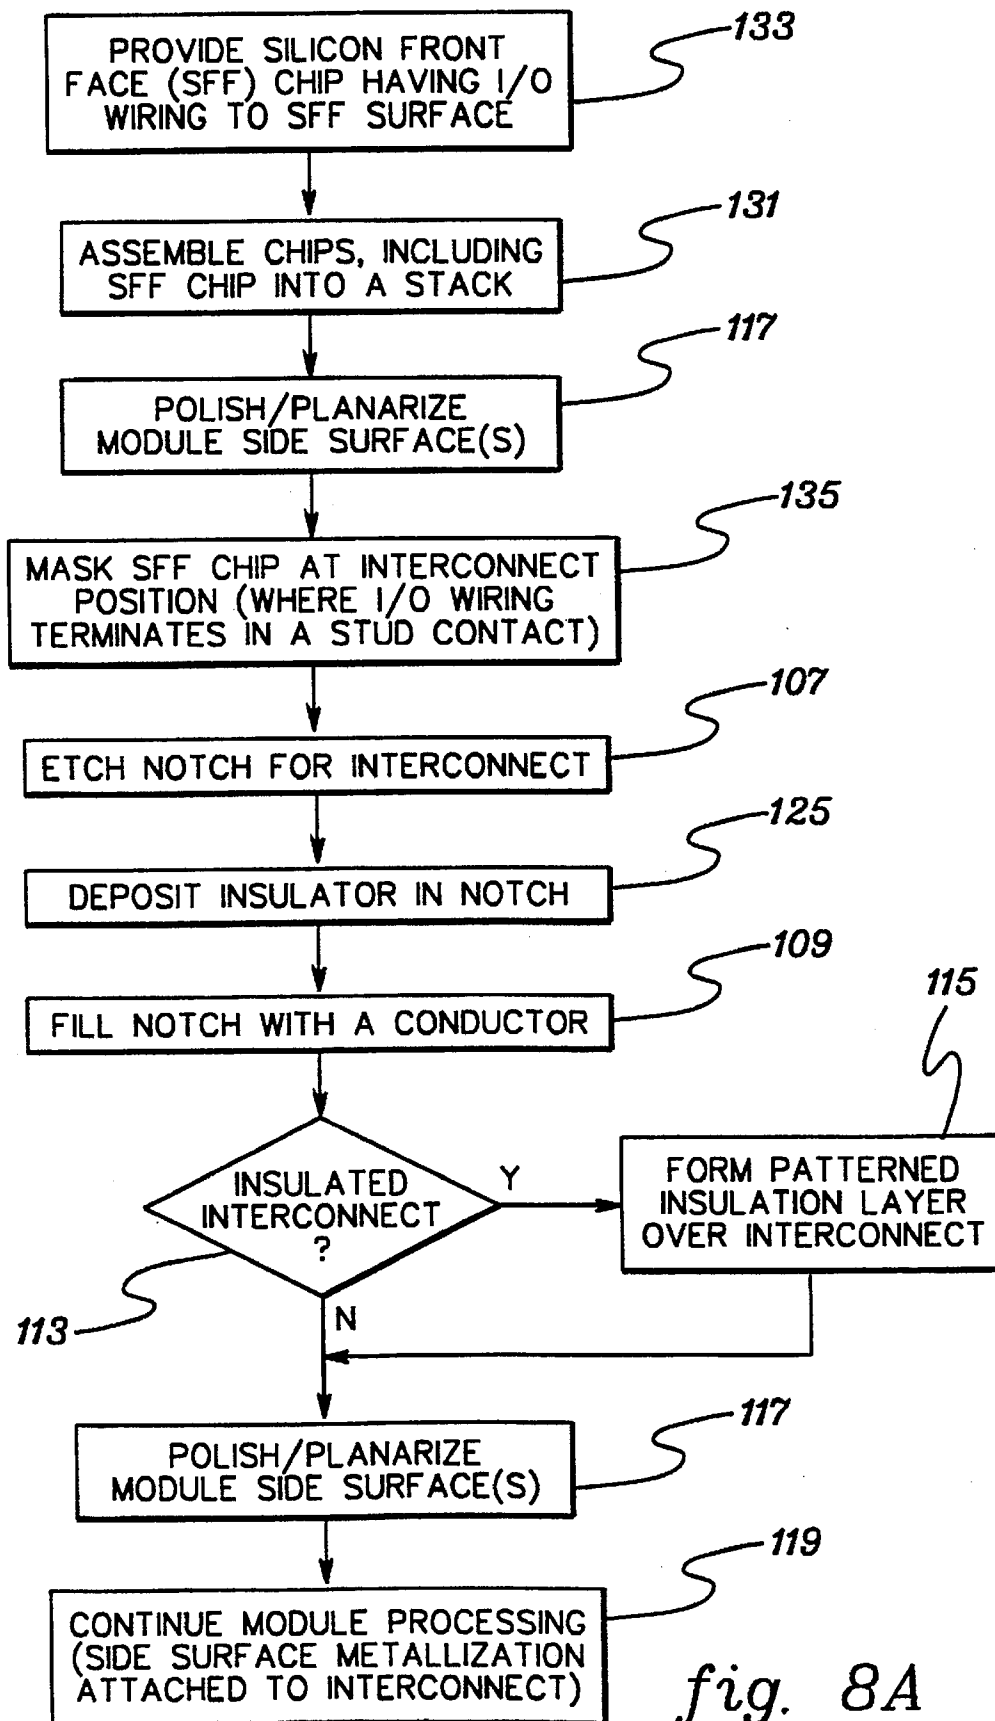 133
PROVIDE SILICON FRONT
FACE (SFF) CHIP HAVING I/O
WIRING TO SFF SURFACE
131
ASSEMBLE CHIPS, INCLUDING
SFF CHIP INTO A STACK
117
POLISH/PLANARIZE
MODULE SIDE SURFACE(S)
135
MASK SFF CHIP AT INTERCONNECT
POSITION (WHERE I/O WIRING
TERMINATES IN A STUD CONTACT)
107
ETCH NOTCH FOR INTERCONNECT
125
DEPOSIT INSULATOR IN NOTCH
109
FILL NOTCH WITH A CONDUCTOR
115
INSULATED
INTERCONNECT
?
Y
FORM PATTERNED
INSULATION LAYER
OVER INTERCONNECT
113
N
117
POLISH/PLANARIZE
MODULE SIDE SURFACE(S)
119
CONTINUE MODULE PROCESSING
(SIDE SURFACE METALLIZATION
ATTACHED TO INTERCONNECT)
fig. 8A